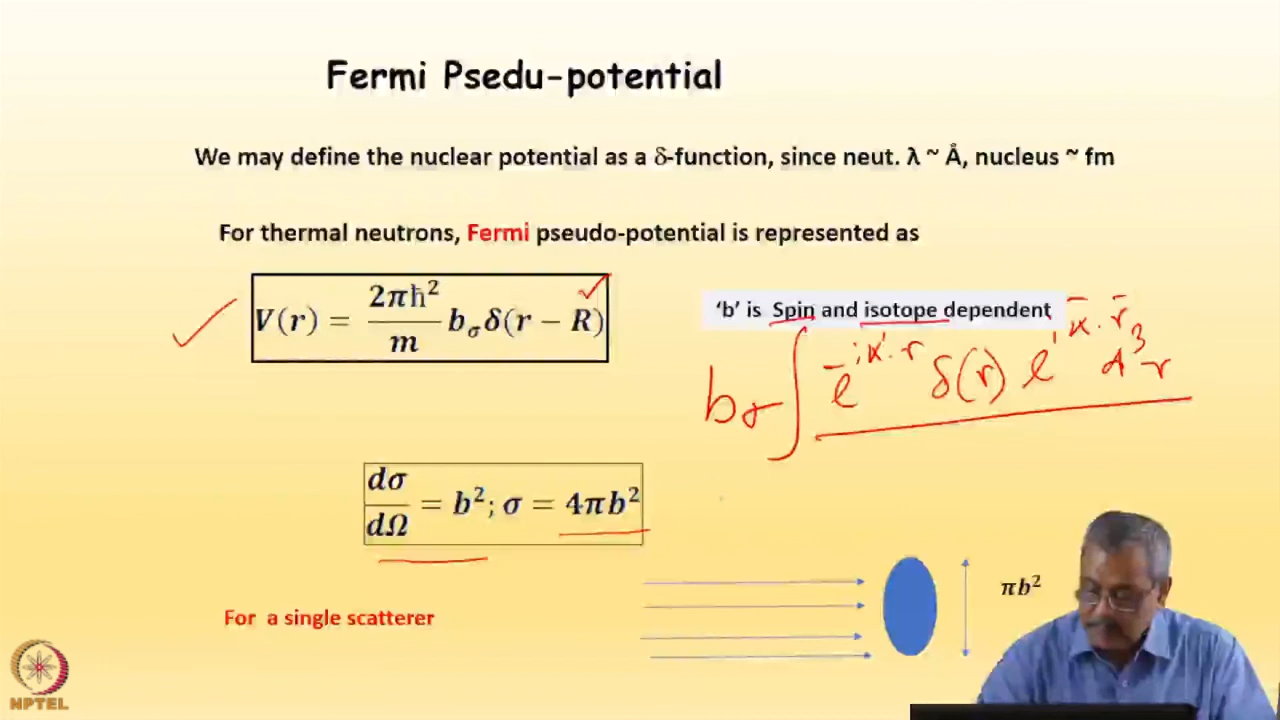 Fermi Psedu-potential
We may define the nuclear potential as a δ-function, since neut. λ ~ Å, nucleus ~ fm
For thermal neutrons, Fermi pseudo-potential is represented as
V(r) = 2πħ²/m b_σ δ(r − R)
'b' is Spin and isotope dependent
b_σ ∫ e^{-ik'·r} δ(r) e^{ik·r} d³r
dσ/dΩ = b²; σ = 4πb²
πb²
For a single scatterer
NPTEL